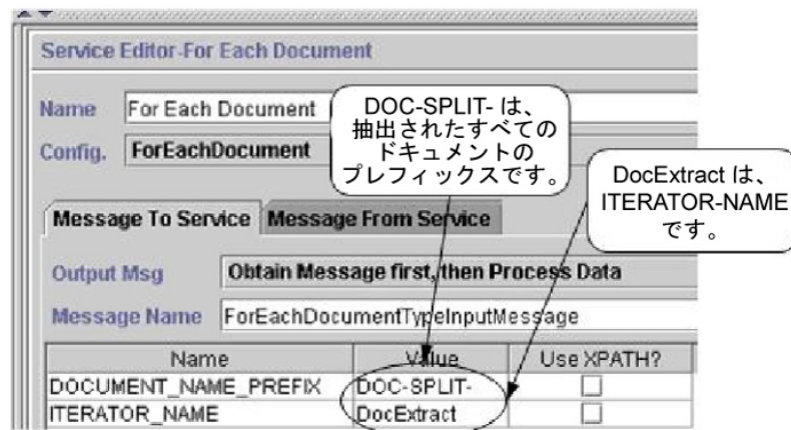 Service Editor-For Each Document
Name For Each Document
Config. ForEachDocument
DOC-SPLIT- は、
抽出されたすべての
ドキュメントの
プレフィックスです。
DocExtract は、
ITERATOR-NAME
です。
Message To Service Message From Service
Output Msg Obtain Message first, then Process Data
Message Name ForEachDocumentTypeInputMessage
Name Value Use XPATH?
DOCUMENT_NAME_PREFIX DOC-SPLIT-
ITERATOR_NAME DocExtract